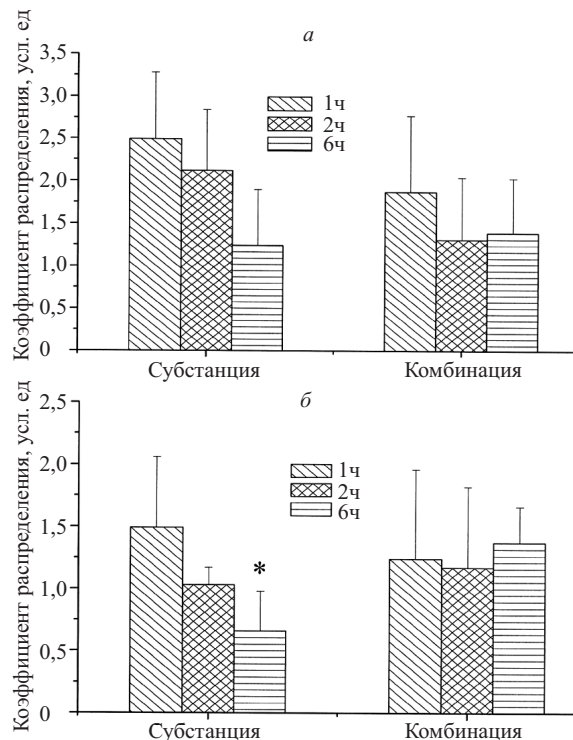 а
Коэффициент распределения, усл. ед
3,5
3,0
2,5
2,0
1,5
1,0
0,5
0
1ч
2ч
6ч
Субстанция Комбинация
б
Коэффициент распределения, усл. ед
2,5
2,0
1,5
1,0
0,5
0
1ч
2ч
6ч
*
Субстанция Комбинация